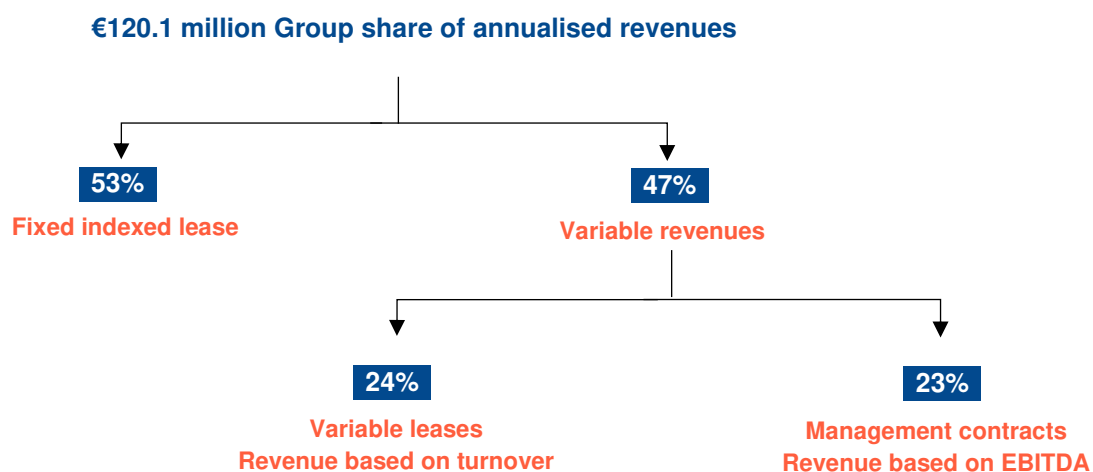 €120.1 million Group share of annualised revenues
53%
Fixed indexed lease
47%
Variable revenues
24%
Variable leases
Revenue based on turnover
23%
Management contracts
Revenue based on EBITDA